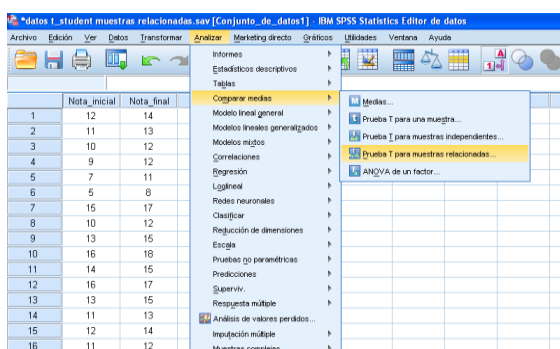 *datos t_student muestras relacionadas.sav [Conjunto_de_datos1] - IBM SPSS Statistics Editor de datos
Archivo Edición Ver Datos Transformar Analizar Marketing directo Gráficos Utilidades Ventana Ayuda
Informes
Estadísticos descriptivos
Tablas
Comparar medias
Modelo lineal general
Modelos lineales generalizados
Modelos mixtos
Correlaciones
Regresión
Loglineal
Redes neuronales
Clasificar
Reducción de dimensiones
Escala
Pruebas no paramétricas
Predicciones
Superviv.
Respuesta múltiple
Análisis de valores perdidos...
Imputación múltiple
Muestras complejas
Medias...
Prueba T para una muestra...
Prueba T para muestras independientes...
Prueba T para muestras relacionadas...
ANOVA de un factor...
Nota_inicial Nota_final
1 12 14
2 11 13
3 10 12
4 9 12
5 7 11
6 5 8
7 15 17
8 10 12
9 13 15
10 16 18
11 14 15
12 16 17
13 13 15
14 11 13
15 12 14
16 11 12